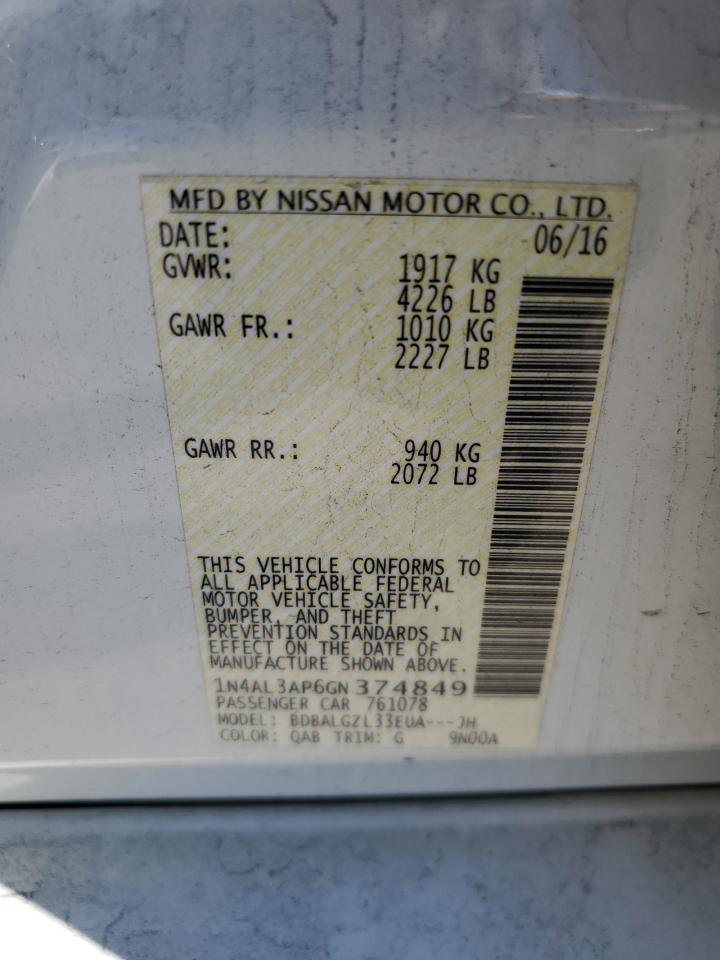 MFD BY NISSAN MOTOR CO., LTD.
DATE: 06/16
GVWR: 1917 KG
4226 LB
GAWR FR.: 1010 KG
2227 LB
GAWR RR.: 940 KG
2072 LB
THIS VEHICLE CONFORMS TO
ALL APPLICABLE FEDERAL
MOTOR VEHICLE SAFETY,
BUMPER, AND THEFT
PREVENTION STANDARDS IN
EFFECT ON THE DATE OF
MANUFACTURE SHOWN ABOVE.
1N4AL3AP6GN374849
PASSENGER CAR 761078
MODEL: BDBALGZL33EUA---JH
COLOR: QAB TRIM: G 9N00A